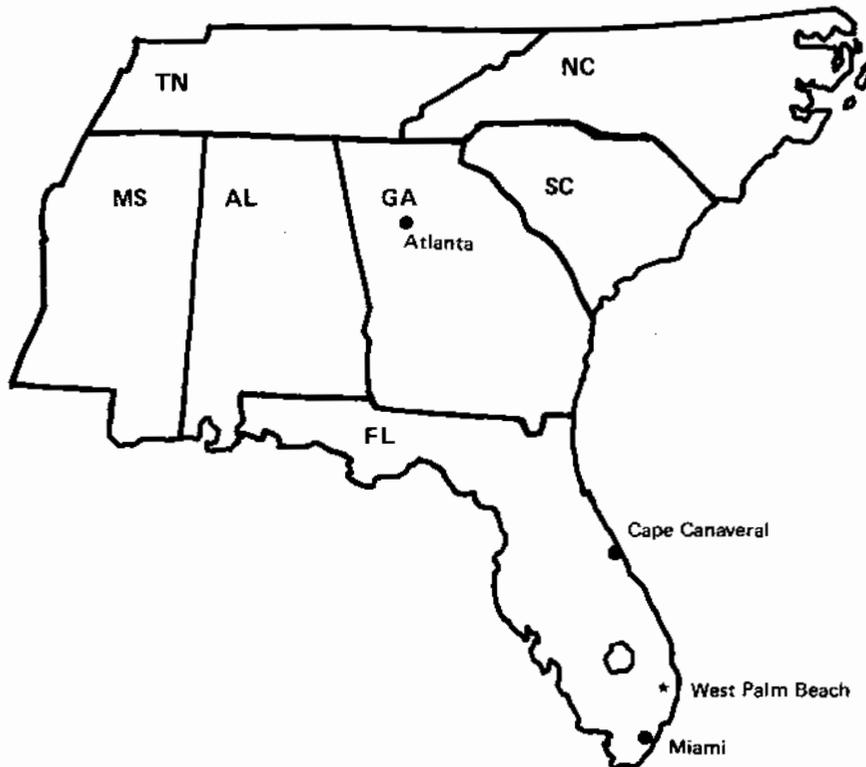 TN
NC
MS
AL
GA
SC
Atlanta
FL
Cape Canaveral
West Palm Beach
Miami